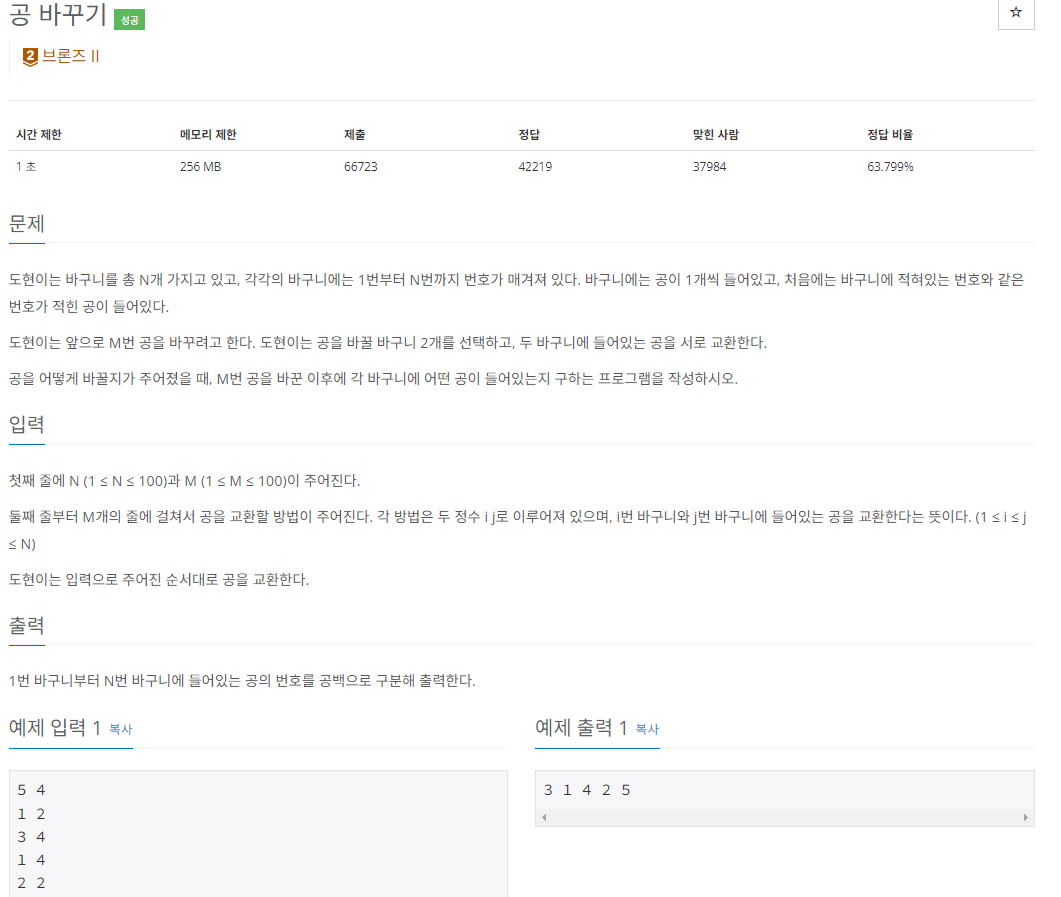 공 바꾸기 성공
☆
2 브론즈 II
시간 제한 메모리 제한 제출 정답 맞힌 사람 정답 비율
1 초 256 MB 66723 42219 37984 63.799%
문제
도현이는 바구니를 총 N개 가지고 있고, 각각의 바구니에는 1번부터 N번까지 번호가 매겨져 있다. 바구니에는 공이 1개씩 들어있고, 처음에는 바구니에 적혀있는 번호와 같은
번호가 적힌 공이 들어있다.
도현이는 앞으로 M번 공을 바꾸려고 한다. 도현이는 공을 바꿀 바구니 2개를 선택하고, 두 바구니에 들어있는 공을 서로 교환한다.
공을 어떻게 바꿀지가 주어졌을 때, M번 공을 바꾼 이후에 각 바구니에 어떤 공이 들어있는지 구하는 프로그램을 작성하시오.
입력
첫째 줄에 N (1 ≤ N ≤ 100)과 M (1 ≤ M ≤ 100)이 주어진다.
둘째 줄부터 M개의 줄에 걸쳐서 공을 교환할 방법이 주어진다. 각 방법은 두 정수 i j로 이루어져 있으며, i번 바구니와 j번 바구니에 들어있는 공을 교환한다는 뜻이다. (1 ≤ i ≤ j
≤ N)
도현이는 입력으로 주어진 순서대로 공을 교환한다.
출력
1번 바구니부터 N번 바구니에 들어있는 공의 번호를 공백으로 구분해 출력한다.
예제 입력 1 복사
5 4
1 2
3 4
1 4
2 2
예제 출력 1 복사
3 1 4 2 5